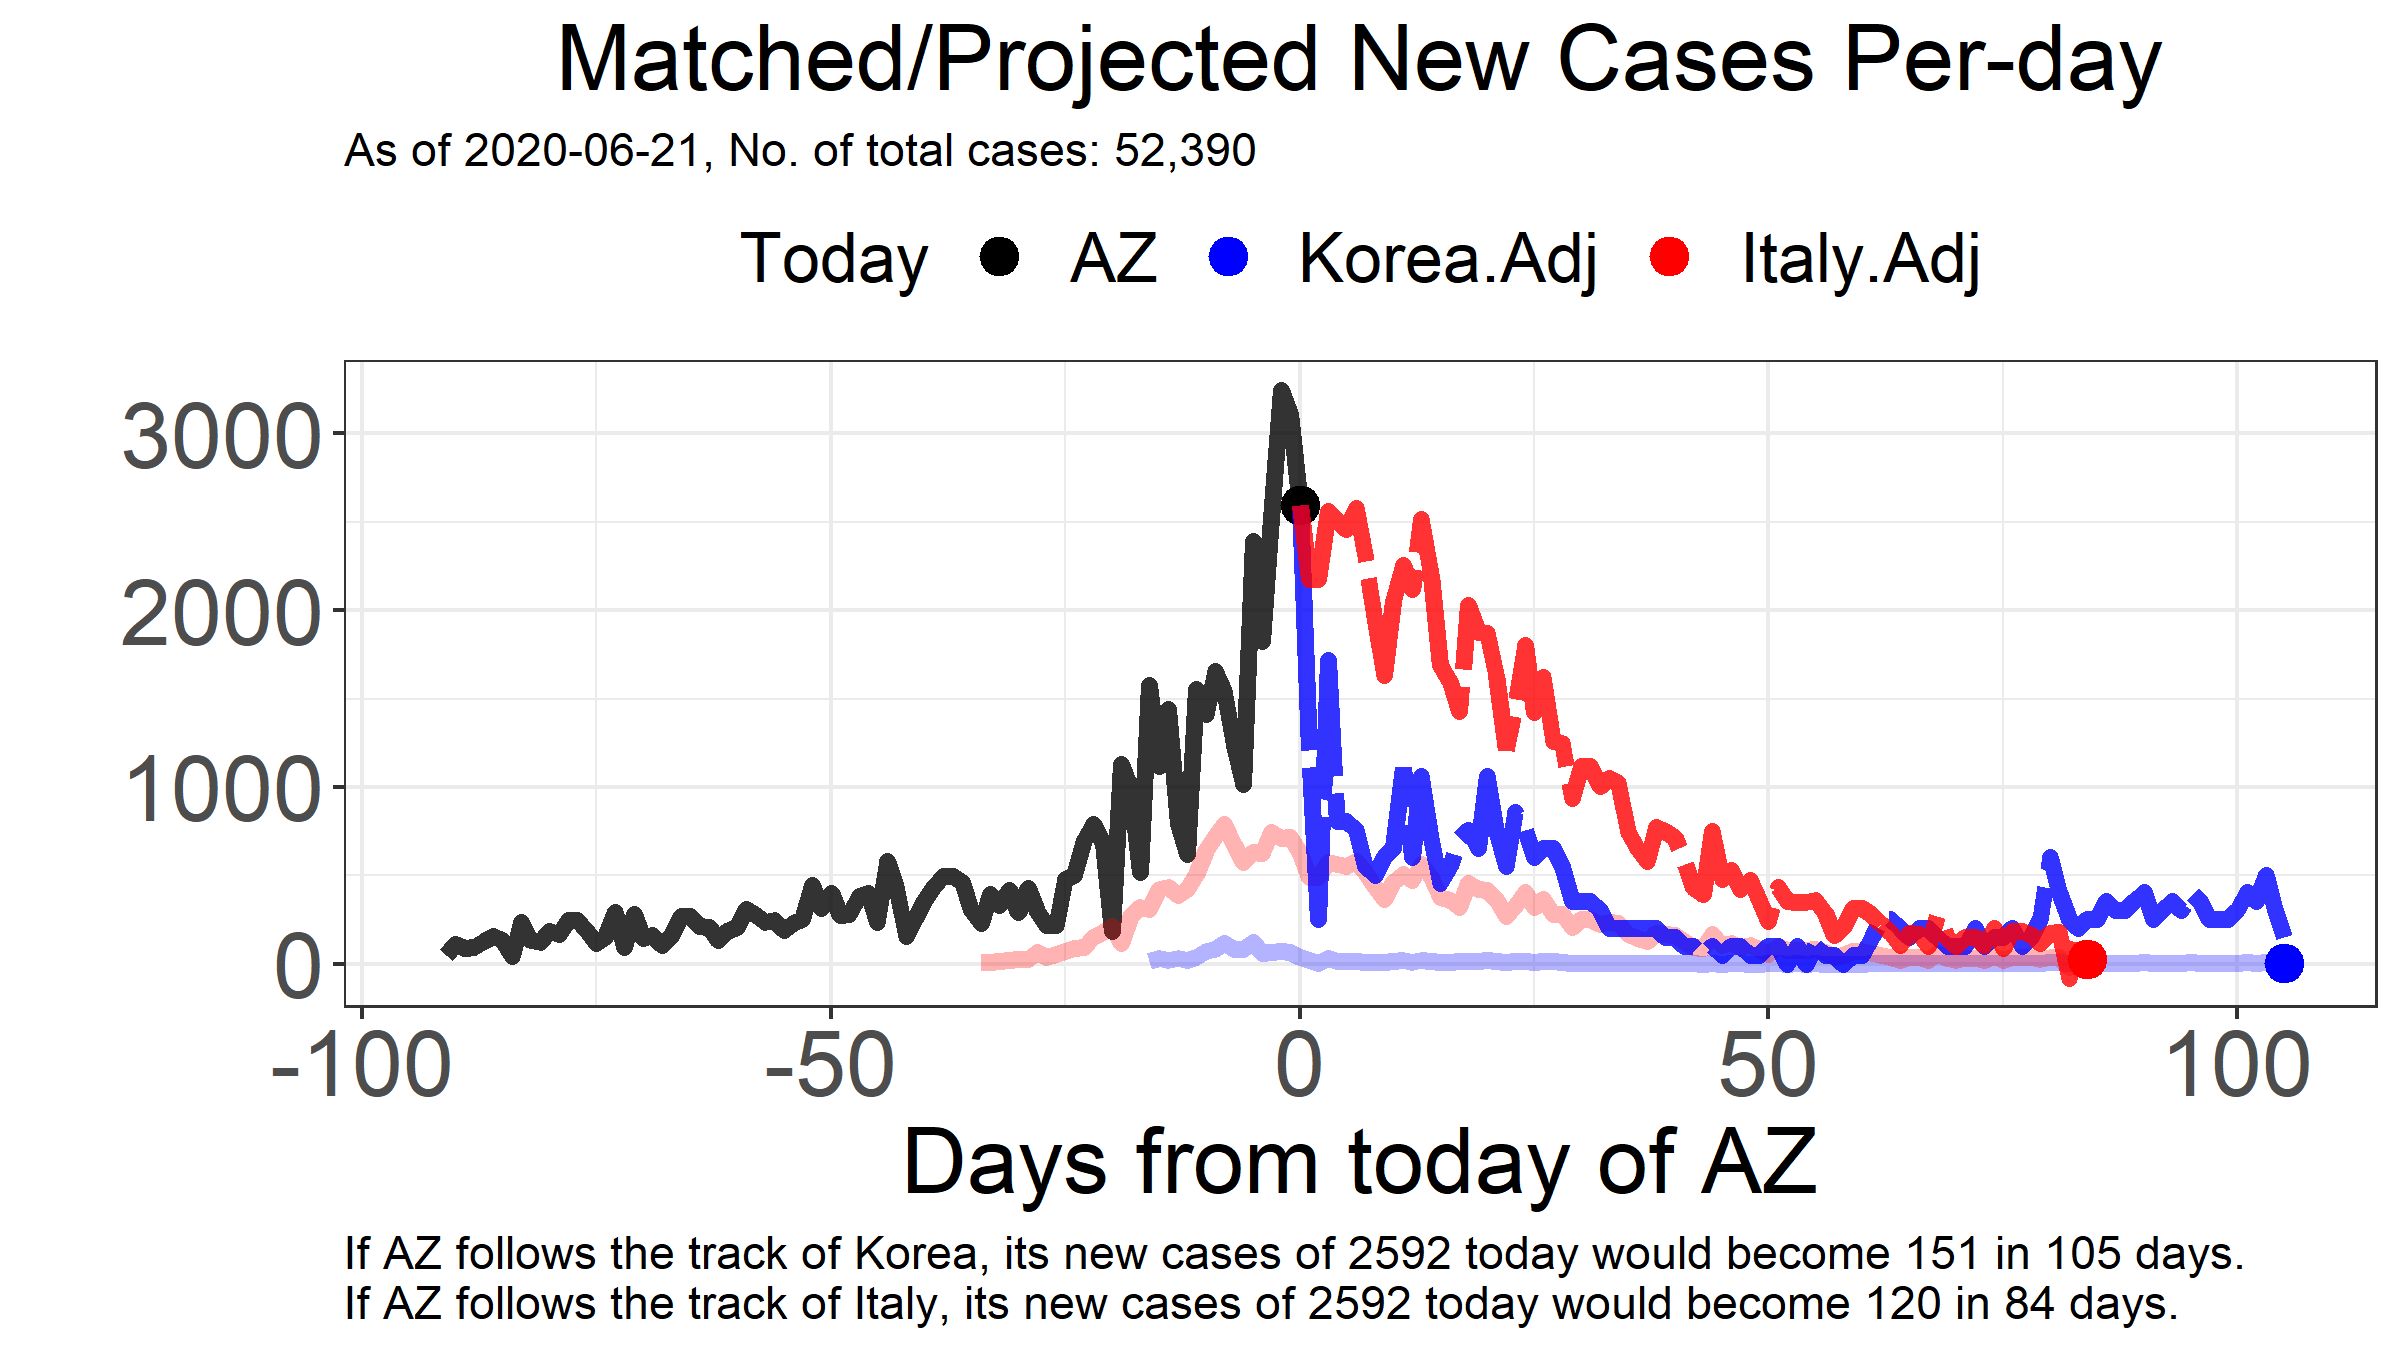 Matched/Projected New Cases Per-day
As of 2020-06-21, No. of total cases: 52,390
Today AZ Korea.Adj Italy.Adj
3000
2000
1000
0
-100 -50 0 50 100
Days from today of AZ
If AZ follows the track of Korea, its new cases of 2592 today would become 151 in 105 days.
If AZ follows the track of Italy, its new cases of 2592 today would become 120 in 84 days.